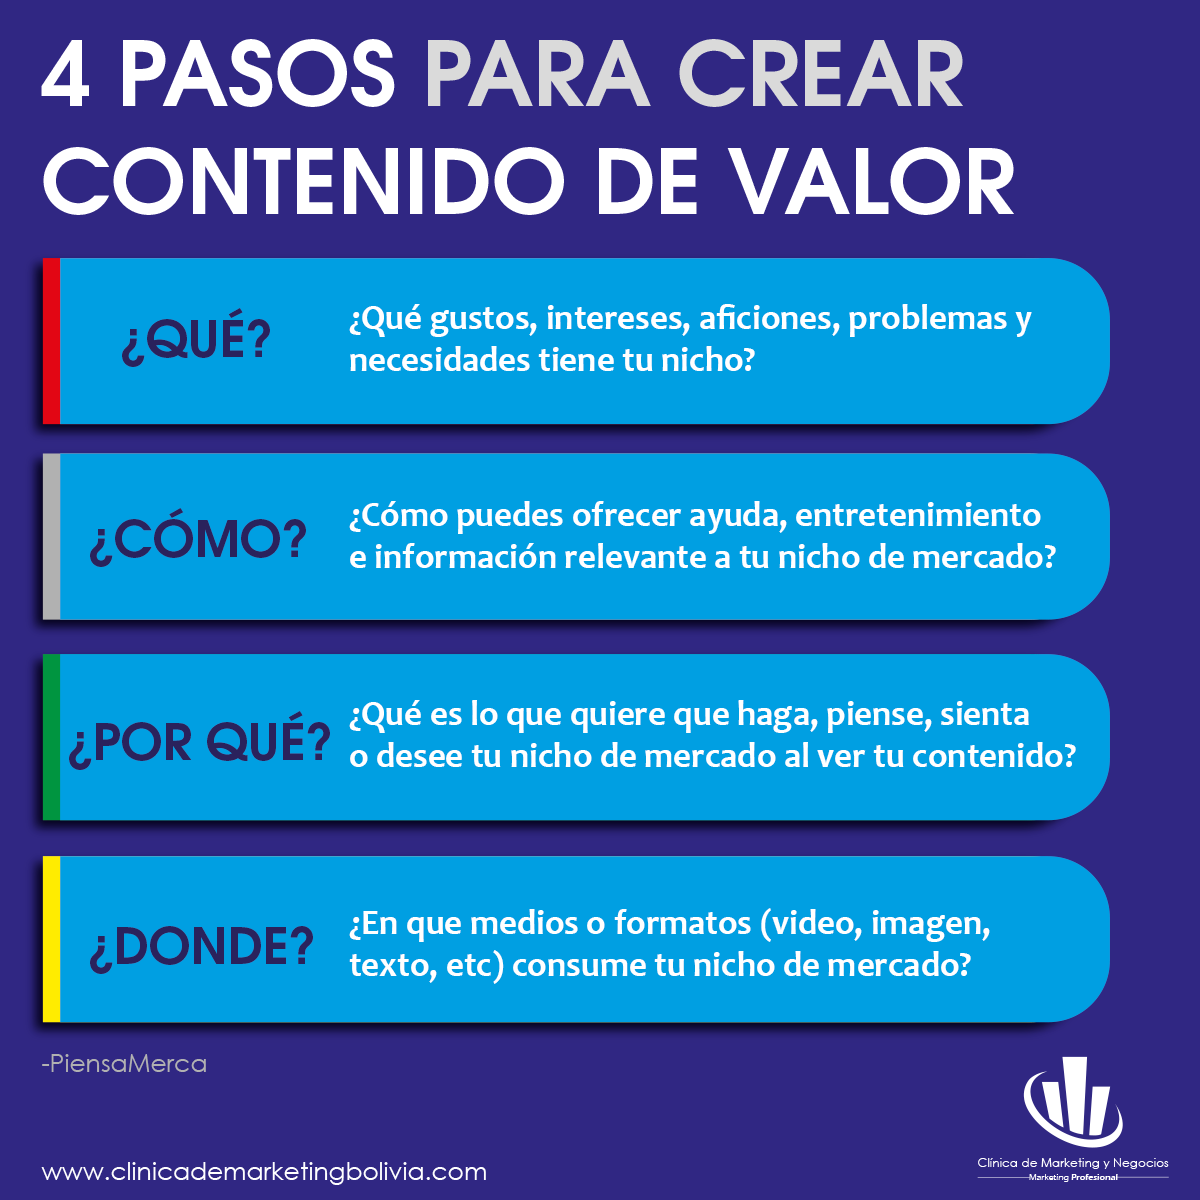 4 PASOS PARA CREAR
CONTENIDO DE VALOR
¿QUÉ?
¿Qué gustos, intereses, aficiones, problemas y
necesidades tiene tu nicho?
¿CÓMO?
¿Cómo puedes ofrecer ayuda, entretenimiento
e información relevante a tu nicho de mercado?
¿POR QUÉ?
¿Qué es lo que quiere que haga, piense, sienta
o desee tu nicho de mercado al ver tu contenido?
¿DONDE?
¿En que medios o formatos (video, imagen,
texto, etc) consume tu nicho de mercado?
-PiensaMerca
www.clinicademarketingbolivia.com
Clínica de Marketing y Negocios
Marketing Profesional